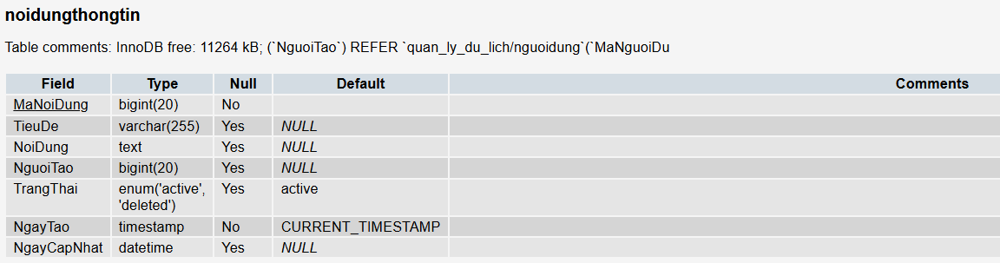 noidungthongtin
Table comments: InnoDB free: 11264 kB; (`NguoiTao`) REFER `quan_ly_du_lich/nguoidung`(`MaNguoiDu
Field Type Null Default Comments
MaNoiDung bigint(20) No
TieuDe varchar(255) Yes NULL
NoiDung text Yes NULL
NguoiTao bigint(20) Yes NULL
TrangThai enum('active', Yes active
'deleted')
NgayTao timestamp No CURRENT_TIMESTAMP
NgayCapNhat datetime Yes NULL